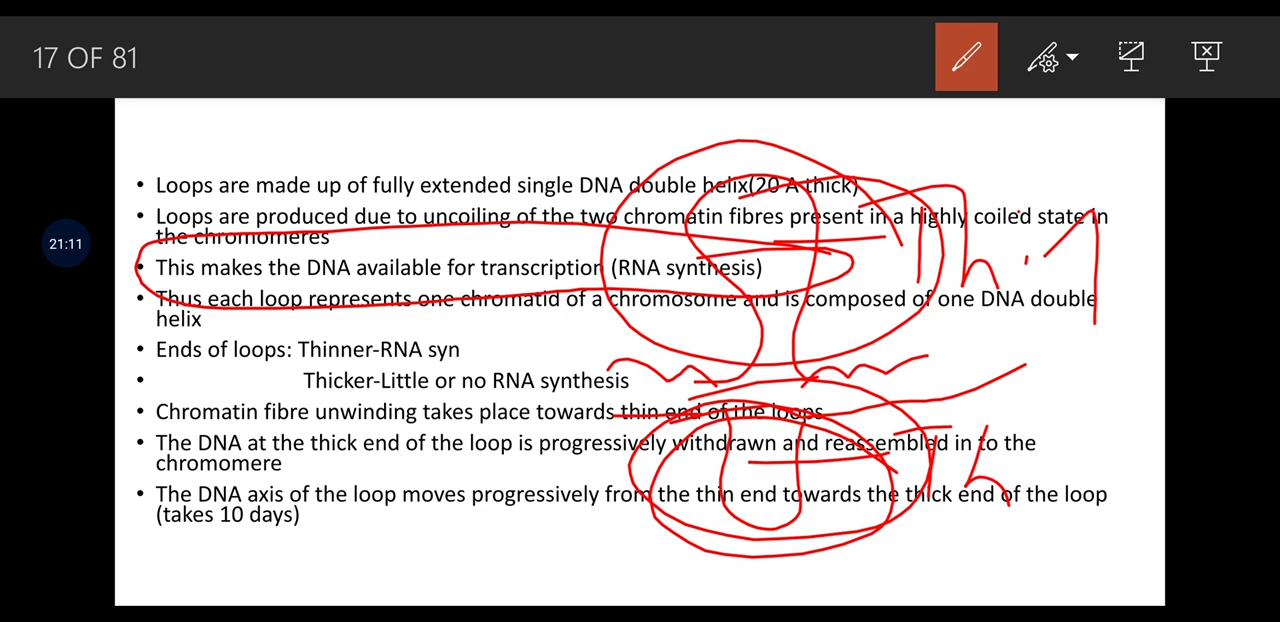 17 OF 81
21:11
• Loops are made up of fully extended single DNA double helix(20 A thick)
• Loops are produced due to uncoiling of the two chromatin fibres present in a highly coiled state in
the chromomeres
• This makes the DNA available for transcription (RNA synthesis)
• Thus each loop represents one chromatid of a chromosome and is composed of one DNA double
helix
• Ends of loops: Thinner-RNA syn
• Thicker-Little or no RNA synthesis
• Chromatin fibre unwinding takes place towards thin end of the loops
• The DNA at the thick end of the loop is progressively withdrawn and reassembled in to the
chromomere
• The DNA axis of the loop moves progressively from the thin end towards the thick end of the loop
(takes 10 days)